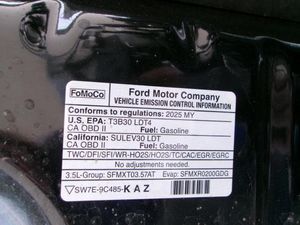 FoMoCo
Ford Motor Company
VEHICLE EMISSION CONTROL INFORMATION
Conforms to regulations: 2025 MY
U.S. EPA: T3B30 LDT4
CA OBD II Fuel: Gasoline
California: SULEV30 LDT
CA OBD II Fuel: Gasoline
TWC/DFI/SFI/WR-HO2S/HO2S/TC/CAC/EGR/EGRC
No adjustments needed.
3.5L-Group: SFMXT03.57AT Evap: SFMXR0200GDG
SW7E-9C485-KAZ